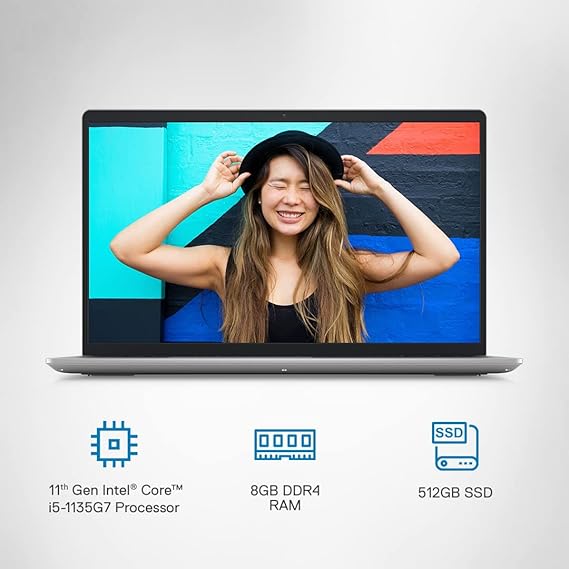 SSD
11th Gen Intel® Core™
i5-1135G7 Processor
8GB DDR4
RAM
512GB SSD